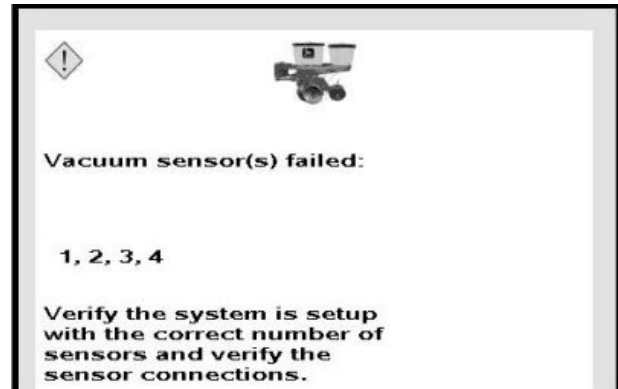 Vacuum sensor(s) failed:
1, 2, 3, 4
Verify the system is setup
with the correct number of
sensors and verify the
sensor connections.